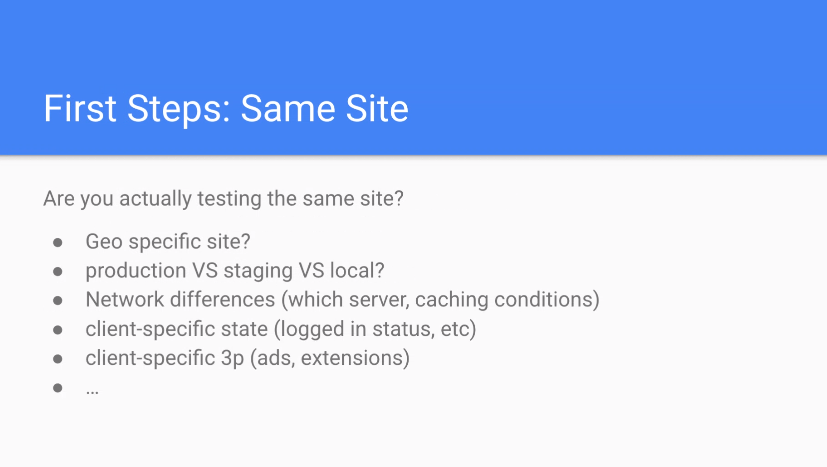 First Steps: Same Site
Are you actually testing the same site?
● Geo specific site?
● production VS staging VS local?
● Network differences (which server, caching conditions)
● client-specific state (logged in status, etc)
● client-specific 3p (ads, extensions)
● …